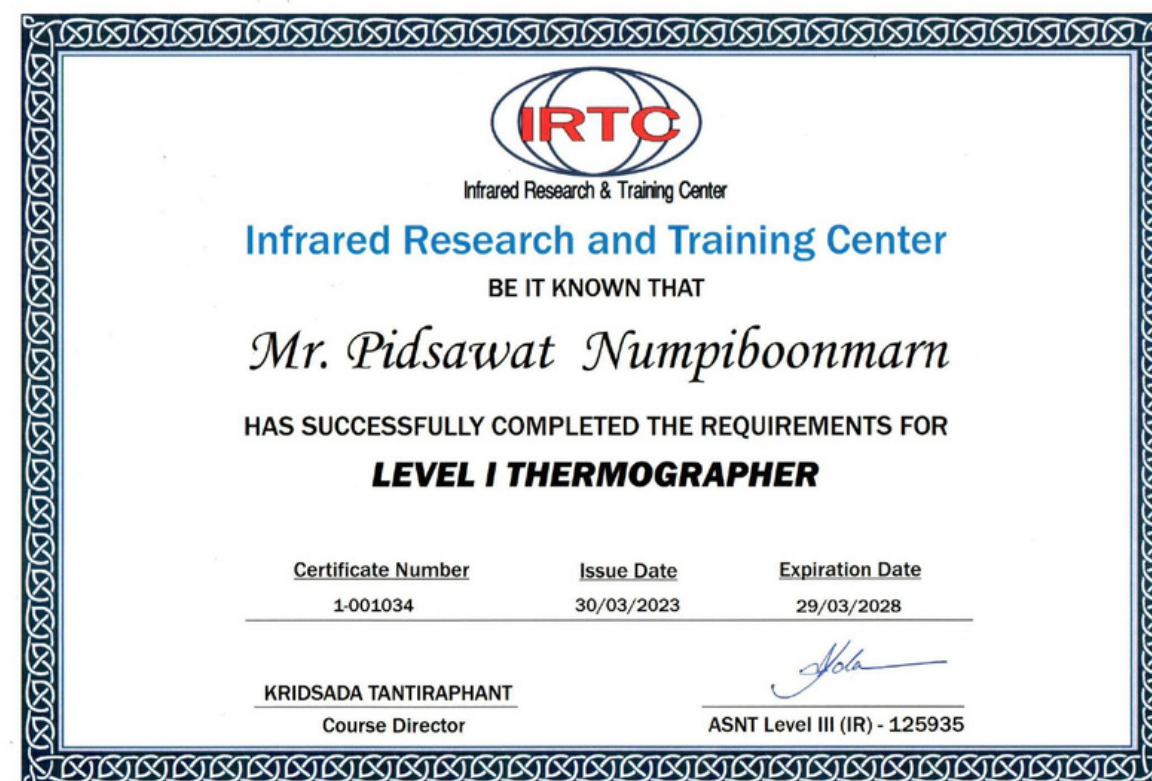 IRTC
Infrared Research & Training Center
Infrared Research and Training Center
BE IT KNOWN THAT
Mr. Pidsawat Numpiboonmarn
HAS SUCCESSFULLY COMPLETED THE REQUIREMENTS FOR
LEVEL I THERMOGRAPHER
Certificate Number Issue Date Expiration Date
1-001034 30/03/2023 29/03/2028
KRIDSADA TANTIRAPHANT
Course Director ASNT Level III (IR) - 125935